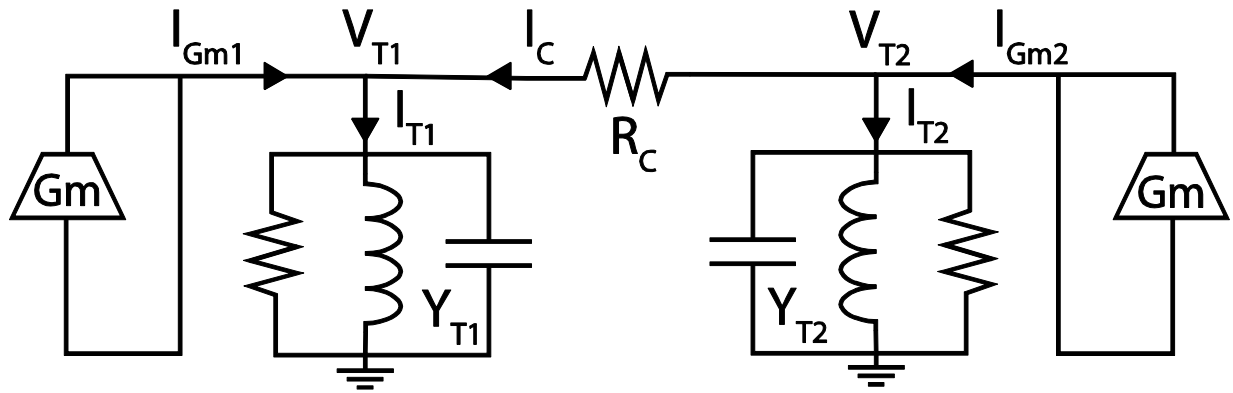 I_Gm1 V_T1 I_C V_T2 I_Gm2
I_T1 I_T2
R_C
Gm Gm
Y_T1 Y_T2